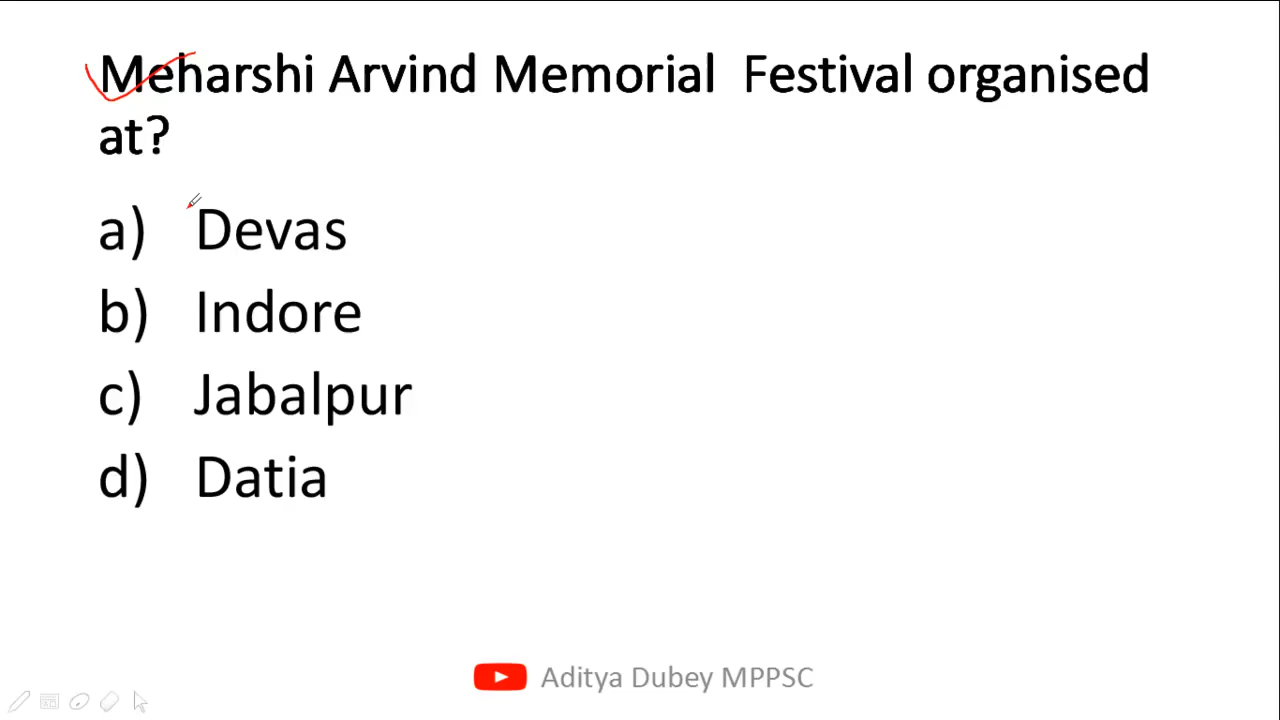 Meharshi Arvind Memorial Festival organised
at?
a) Devas
b) Indore
c) Jabalpur
d) Datia
Aditya Dubey MPPSC